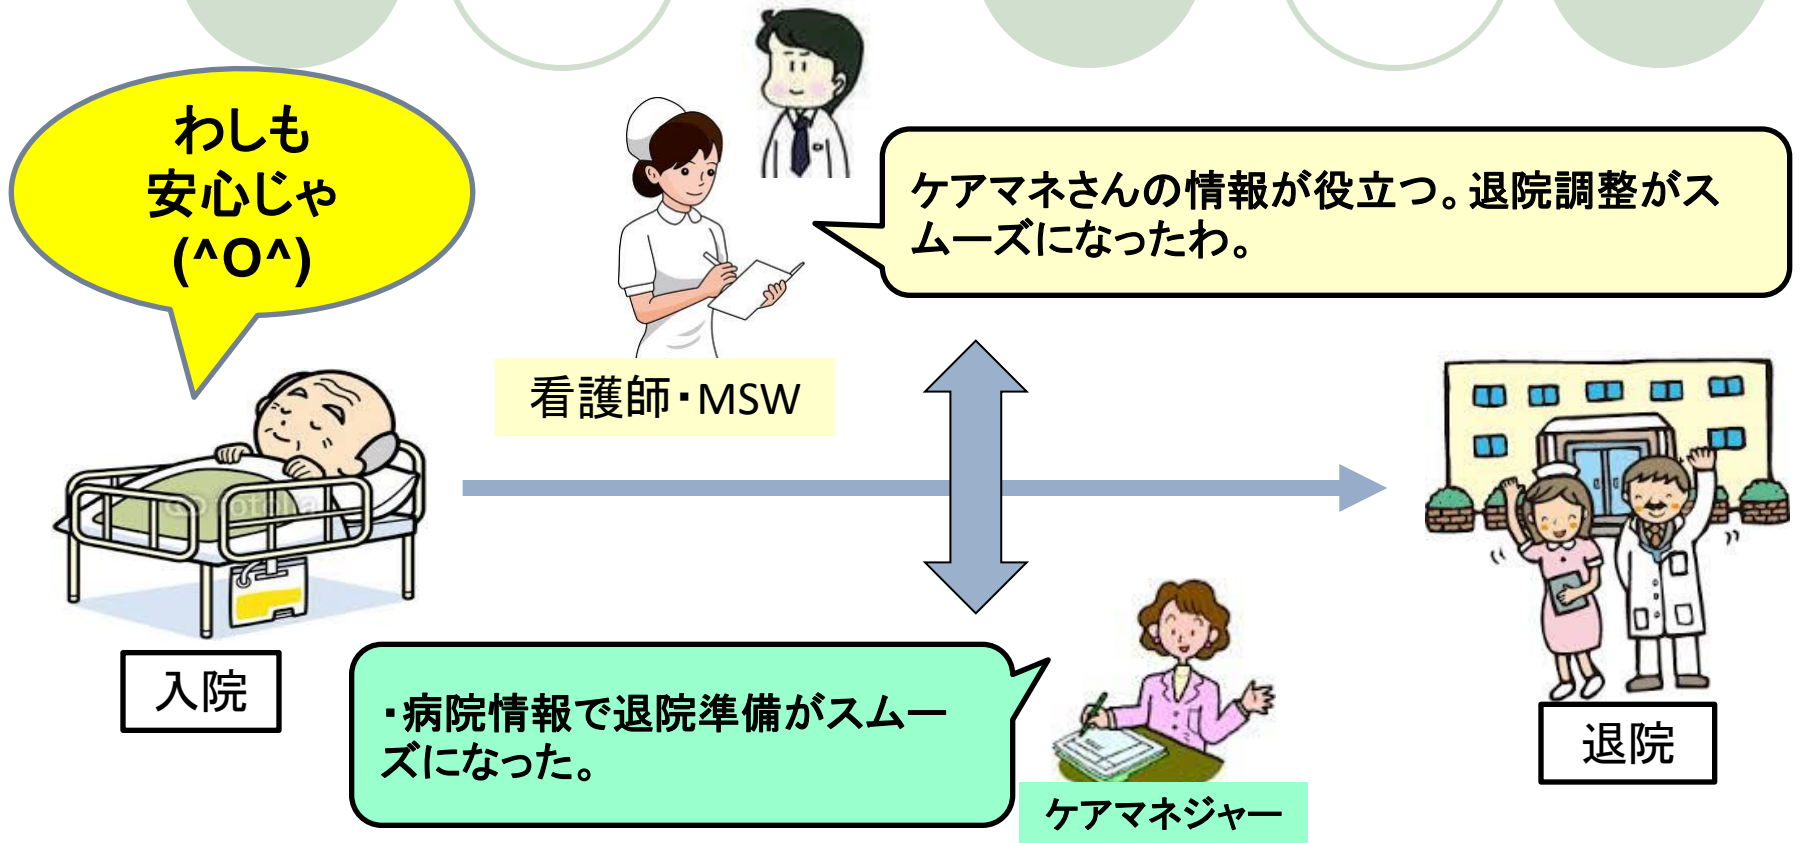 わしも
安心じゃ
(^O^)
ケアマネさんの情報が役立つ。退院調整がス
ムーズになったわ。
看護師・MSW
入院
・病院情報で退院準備がスムー
ズになった。
ケアマネジャー
退院